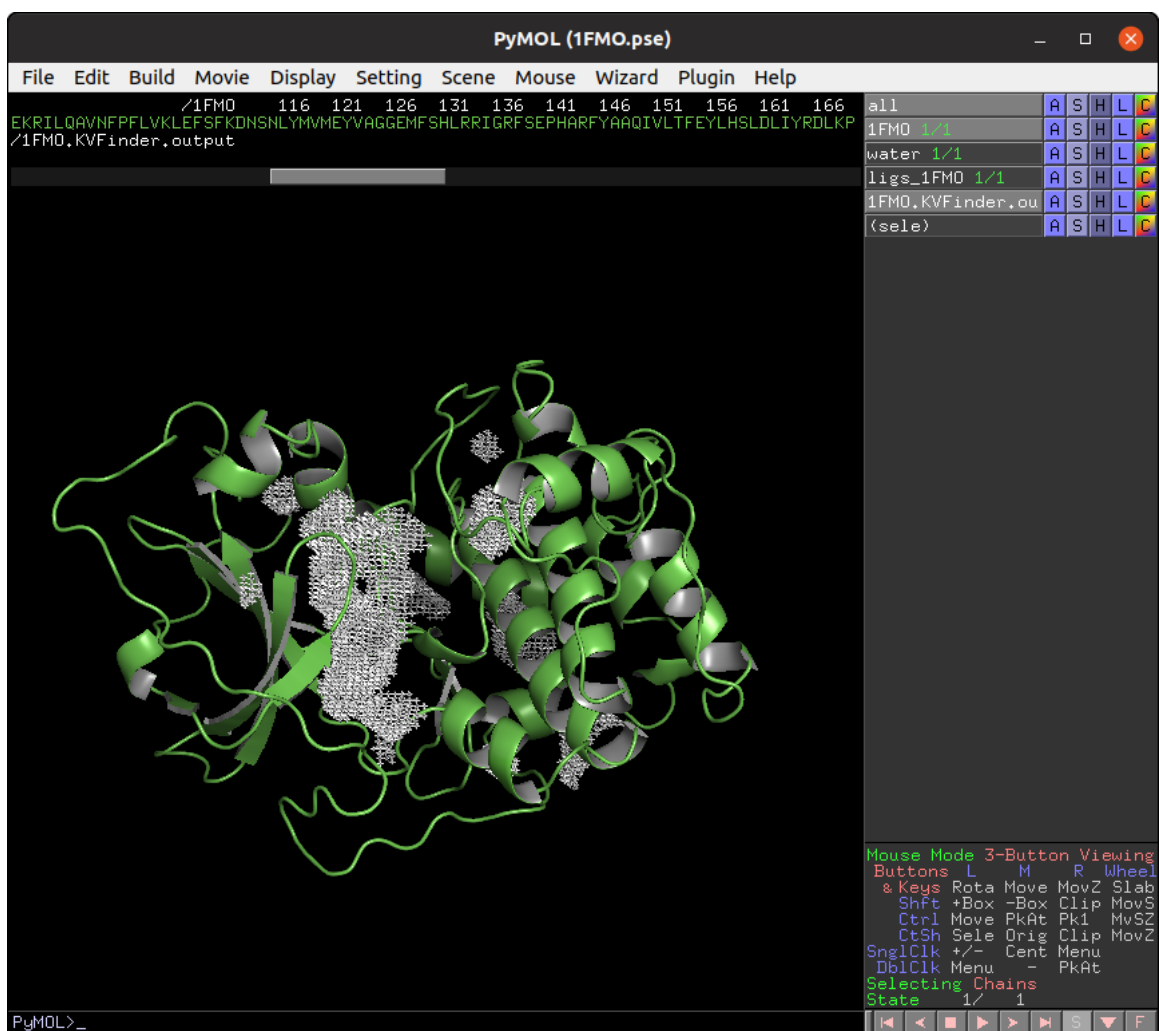 PyMOL (1FMO.pse)
File Edit Build Movie Display Setting Scene Mouse Wizard Plugin Help
/1FMO 116 121 126 131 136 141 146 151 156 161 166
EKRILQAVNFPFLVKLEFSFKDNSNLYMVMEYVAGGEMFSHLRRIGRFSEPHARFYAAQIVLTFEYLHSLDLIYRDLKP
/1FMO.KVFinder.output
all A S H L C
1FMO 1/1 A S H L C
water 1/1 A S H L C
ligs_1FMO 1/1 A S H L C
1FMO.KVFinder.ou A S H L C
(sele) A S H L C
Mouse Mode 3-Button Viewing
Buttons L M R Wheel
& Keys Rota Move MovZ Slab
Shft +Box -Box Clip MovS
Ctrl Move PkAt Pk1 MvSZ
CtSh Sele Orig Clip MovZ
SnglClk +/- Cent Menu
DblClk Menu - PkAt
Selecting Chains
State 1/ 1
PyMOL>_
S F